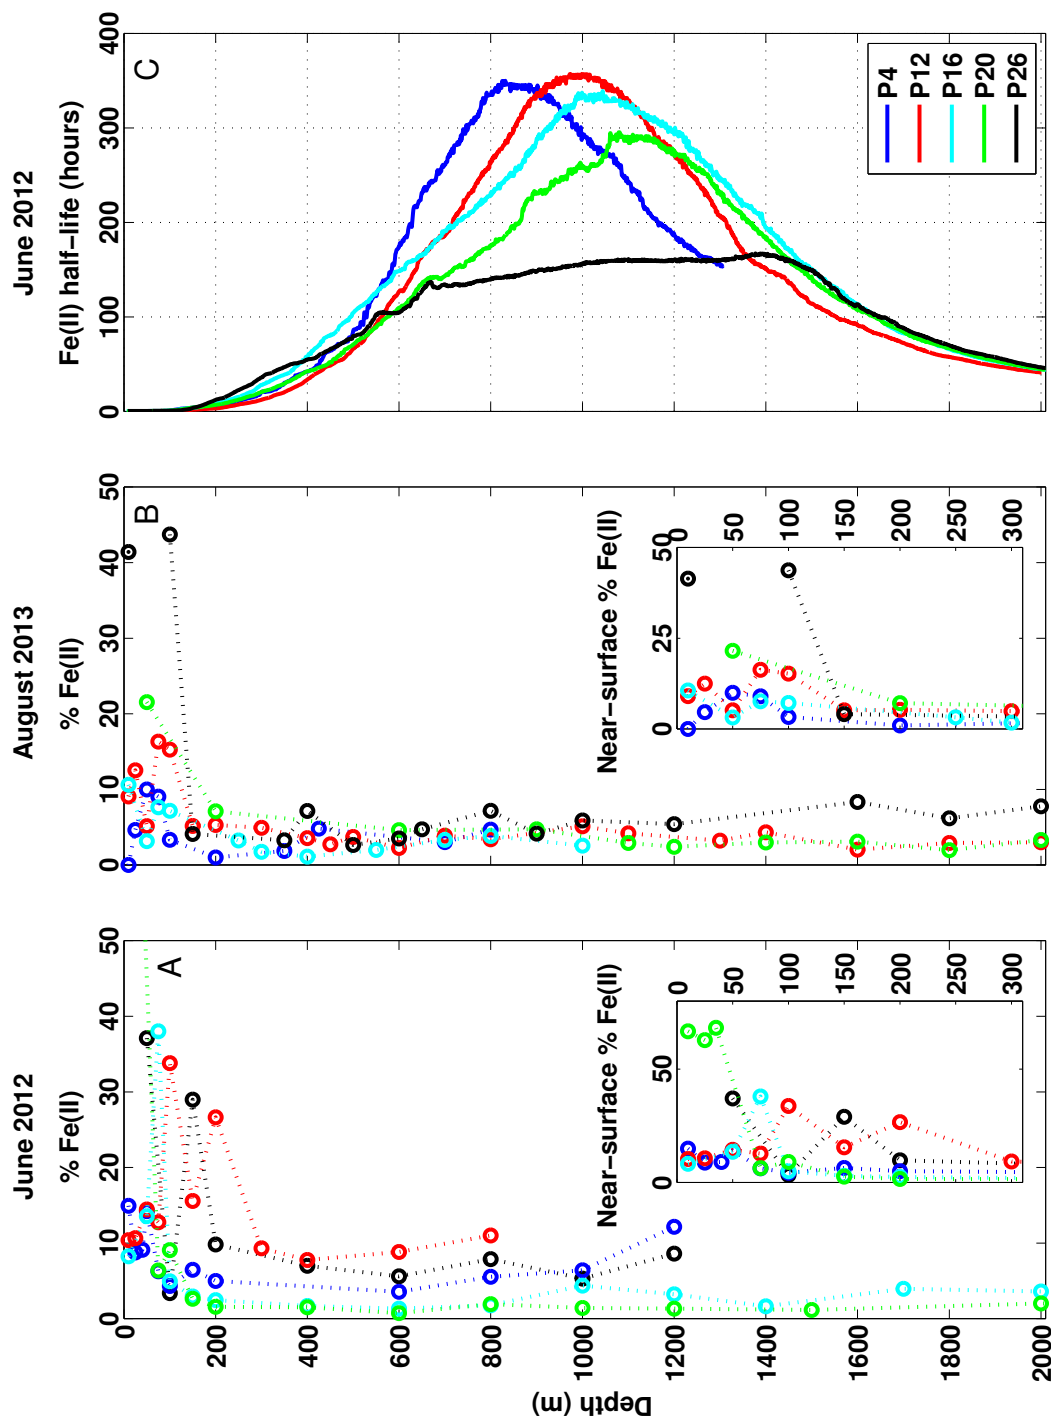 June 2012
% Fe(II)
0 10 20 30 40 50
A
Depth (m)
0
200
400
600
800
1000
1200
1400
1600
1800
2000
Near−surface % Fe(II)
0 50
0
50
100
150
200
300
August 2013
% Fe(II)
0 10 20 30 40 50
B
Near−surface % Fe(II)
0 25 50
0
50
100
150
200
300
June 2012
Fe(II) half−life (hours)
0 100 200 300 400
C
P4
P12
P16
P20
P26